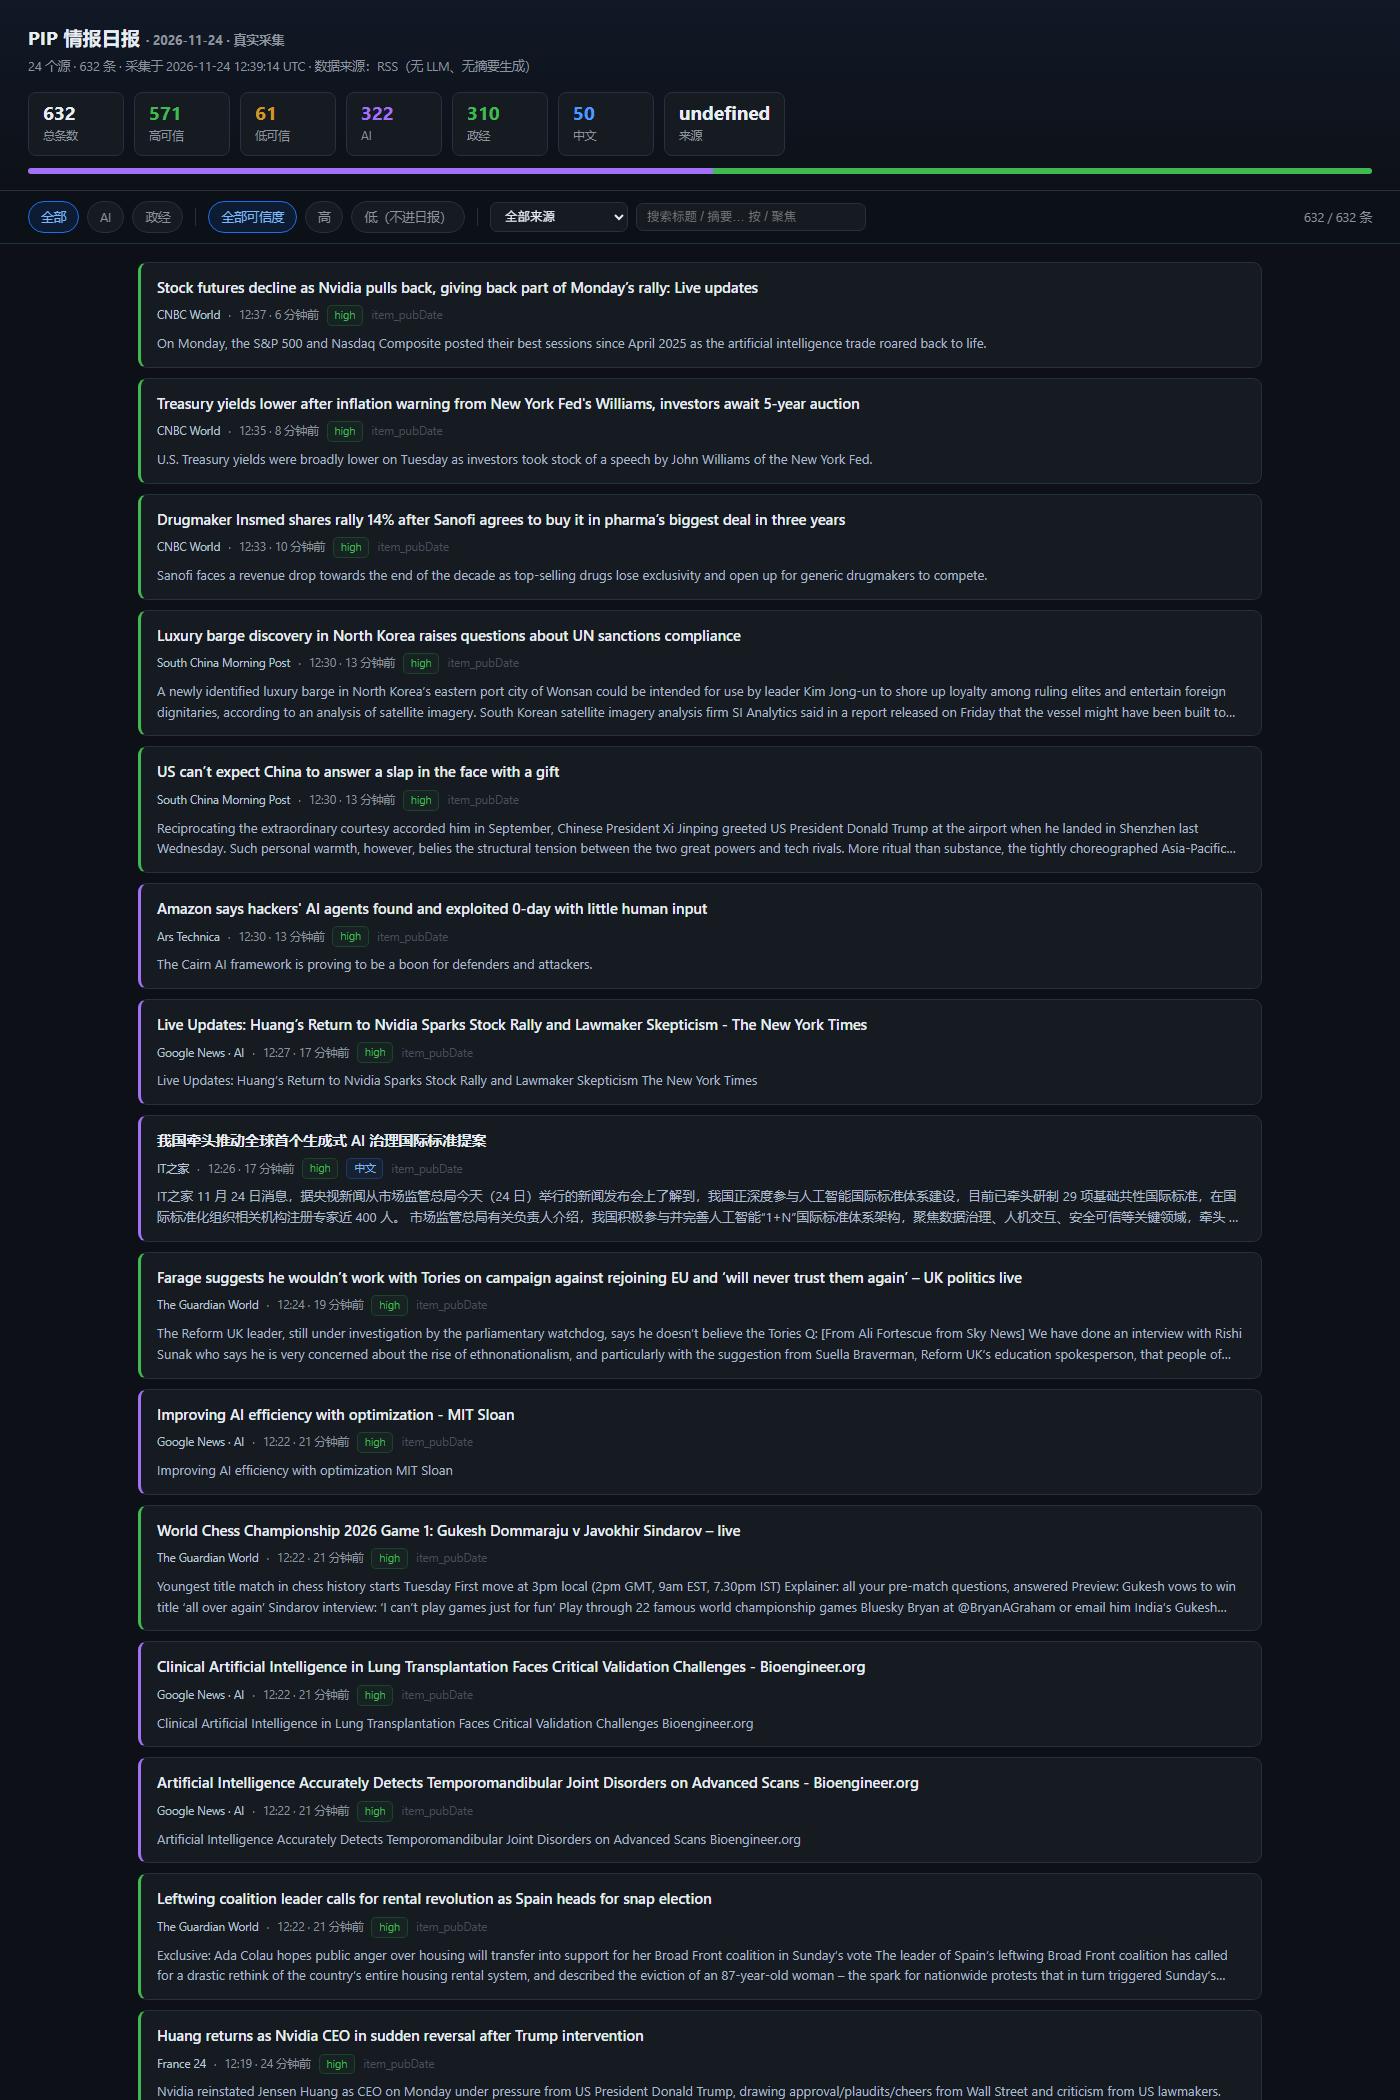 PIP 情报日报 · 2026-11-24 · 真实采集
24 个源 · 632 条 · 采集于 2026-11-24 12:39:14 UTC · 数据来源：RSS（无 LLM、无摘要生成）
632
总条数
571
高可信
61
低可信
322
AI
310
政经
50
中文
undefined
来源
全部 AI 政经 全部可信度 高 低（不进日报） 全部来源 搜索标题 / 摘要… 按 / 聚焦 632 / 632 条
Stock futures decline as Nvidia pulls back, giving back part of Monday’s rally: Live updates
CNBC World · 12:37 · 6 分钟前 high item_pubDate
On Monday, the S&P 500 and Nasdaq Composite posted their best sessions since April 2025 as the artificial intelligence trade roared back to life.
Treasury yields lower after inflation warning from New York Fed's Williams, investors await 5-year auction
CNBC World · 12:35 · 8 分钟前 high item_pubDate
U.S. Treasury yields were broadly lower on Tuesday as investors took stock of a speech by John Williams of the New York Fed.
Drugmaker Insmed shares rally 14% after Sanofi agrees to buy it in pharma’s biggest deal in three years
CNBC World · 12:33 · 10 分钟前 high item_pubDate
Sanofi faces a revenue drop towards the end of the decade as top-selling drugs lose exclusivity and open up for generic drugmakers to compete.
Luxury barge discovery in North Korea raises questions about UN sanctions compliance
South China Morning Post · 12:30 · 13 分钟前 high item_pubDate
A newly identified luxury barge in North Korea’s eastern port city of Wonsan could be intended for use by leader Kim Jong-un to shore up loyalty among ruling elites and entertain foreign
dignitaries, according to an analysis of satellite imagery. South Korean satellite imagery analysis firm SI Analytics said in a report released on Friday that the vessel might have been built to…
US can’t expect China to answer a slap in the face with a gift
South China Morning Post · 12:30 · 13 分钟前 high item_pubDate
Reciprocating the extraordinary courtesy accorded him in September, Chinese President Xi Jinping greeted US President Donald Trump at the airport when he landed in Shenzhen last
Wednesday. Such personal warmth, however, belies the structural tension between the two great powers and tech rivals. More ritual than substance, the tightly choreographed Asia-Pacific…
Amazon says hackers' AI agents found and exploited 0-day with little human input
Ars Technica · 12:30 · 13 分钟前 high item_pubDate
The Cairn AI framework is proving to be a boon for defenders and attackers.
Live Updates: Huang’s Return to Nvidia Sparks Stock Rally and Lawmaker Skepticism - The New York Times
Google News · AI · 12:27 · 17 分钟前 high item_pubDate
Live Updates: Huang’s Return to Nvidia Sparks Stock Rally and Lawmaker Skepticism The New York Times
我国牵头推动全球首个生成式 AI 治理国际标准提案
IT之家 · 12:26 · 17 分钟前 high 中文 item_pubDate
IT之家 11 月 24 日消息，据央视新闻从市场监管总局今天（24 日）举行的新闻发布会上了解到，我国正深度参与人工智能国际标准体系建设，目前已牵头研制 29 项基础共性国际标准，在国
际标准化组织相关机构注册专家近 400 人。 市场监管总局有关负责人介绍，我国积极参与并完善人工智能“1+N”国际标准体系架构，聚焦数据治理、人机交互、安全可信等关键领域，牵头 …
Farage suggests he wouldn’t work with Tories on campaign against rejoining EU and ‘will never trust them again’ – UK politics live
The Guardian World · 12:24 · 19 分钟前 high item_pubDate
The Reform UK leader, still under investigation by the parliamentary watchdog, says he doesn’t believe the Tories Q: [From Ali Fortescue from Sky News] We have done an interview with Rishi
Sunak who says he is very concerned about the rise of ethnonationalism, and particularly with the suggestion from Suella Braverman, Reform UK’s education spokesperson, that people of…
Improving AI efficiency with optimization - MIT Sloan
Google News · AI · 12:22 · 21 分钟前 high item_pubDate
Improving AI efficiency with optimization MIT Sloan
World Chess Championship 2026 Game 1: Gukesh Dommaraju v Javokhir Sindarov – live
The Guardian World · 12:22 · 21 分钟前 high item_pubDate
Youngest title match in chess history starts Tuesday First move at 3pm local (2pm GMT, 9am EST, 7.30pm IST) Explainer: all your pre-match questions, answered Preview: Gukesh vows to win
title ‘all over again’ Sindarov interview: ‘I can’t play games just for fun’ Play through 22 famous world championship games Bluesky Bryan at @BryanAGraham or email him India’s Gukesh…
Clinical Artificial Intelligence in Lung Transplantation Faces Critical Validation Challenges - Bioengineer.org
Google News · AI · 12:22 · 21 分钟前 high item_pubDate
Clinical Artificial Intelligence in Lung Transplantation Faces Critical Validation Challenges Bioengineer.org
Artificial Intelligence Accurately Detects Temporomandibular Joint Disorders on Advanced Scans - Bioengineer.org
Google News · AI · 12:22 · 21 分钟前 high item_pubDate
Artificial Intelligence Accurately Detects Temporomandibular Joint Disorders on Advanced Scans Bioengineer.org
Leftwing coalition leader calls for rental revolution as Spain heads for snap election
The Guardian World · 12:22 · 21 分钟前 high item_pubDate
Exclusive: Ada Colau hopes public anger over housing will transfer into support for her Broad Front coalition in Sunday’s vote The leader of Spain’s leftwing Broad Front coalition has called
for a drastic rethink of the country’s entire housing rental system, and described the eviction of an 87-year-old woman – the spark for nationwide protests that in turn triggered Sunday’s…
Huang returns as Nvidia CEO in sudden reversal after Trump intervention
France 24 · 12:19 · 24 分钟前 high item_pubDate
Nvidia reinstated Jensen Huang as CEO on Monday under pressure from US President Donald Trump, drawing approval/plaudits/cheers from Wall Street and criticism from US lawmakers.